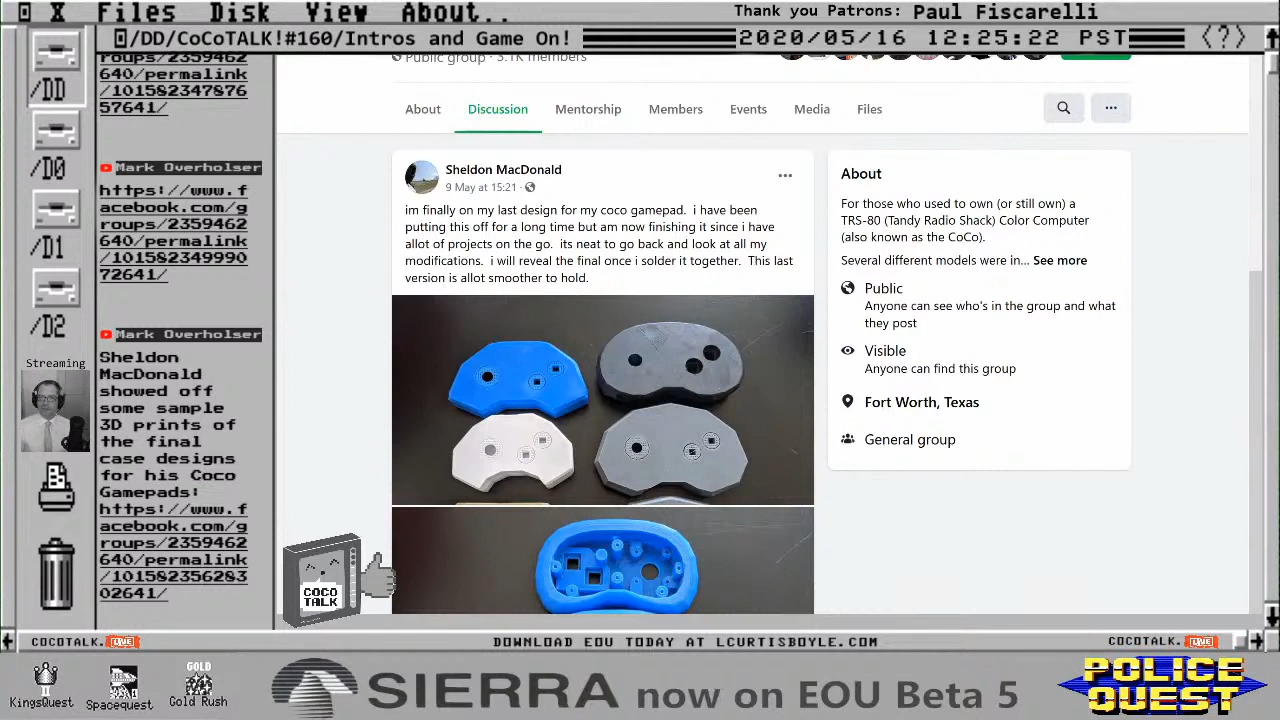 Files Disk View About..
Thank you Patrons: Paul Fiscarelli
/DD/CoCoTALK!#160/Intros and Game On!
2020/05/16 12:25:22 PST
(?)
/DD
/D0
/D1
/D2
Streaming
roups/2359462
640/permalink
/101582347876
57641/
Mark Overholser
https://www.f
acebook.com/g
roups/2359462
640/permalink
/101582349990
72641/
Mark Overholser
Sheldon
MacDonald
showed off
some sample
3D prints of
the final
case designs
for his Coco
Gamepads:
https://www.f
acebook.com/g
roups/2359462
640/permalink
/101582356283
02641/
Public group · 3.1K members
About
Discussion
Mentorship
Members
Events
Media
Files
Sheldon MacDonald
9 May at 15:21 ·
im finally on my last design for my coco gamepad. i have been
putting this off for a long time but am now finishing it since i have
allot of projects on the go. its neat to go back and look at all my
modifications. i will reveal the final once i solder it together. This last
version is allot smoother to hold.
About
For those who used to own (or still own) a
TRS-80 (Tandy Radio Shack) Color Computer
(also known as the CoCo).
Several different models were in... See more
Public
Anyone can see who's in the group and what
they post
Visible
Anyone can find this group
Fort Worth, Texas
General group
COCO
TALK
COCOTALK.LIVE
DOWNLOAD EOU TODAY AT LCURTISBOYLE.COM
COCOTALK.LIVE
KingsQuest
Spacequest
GOLD
Gold Rush
SIERRA now on EOU Beta 5
POLICE
QUEST